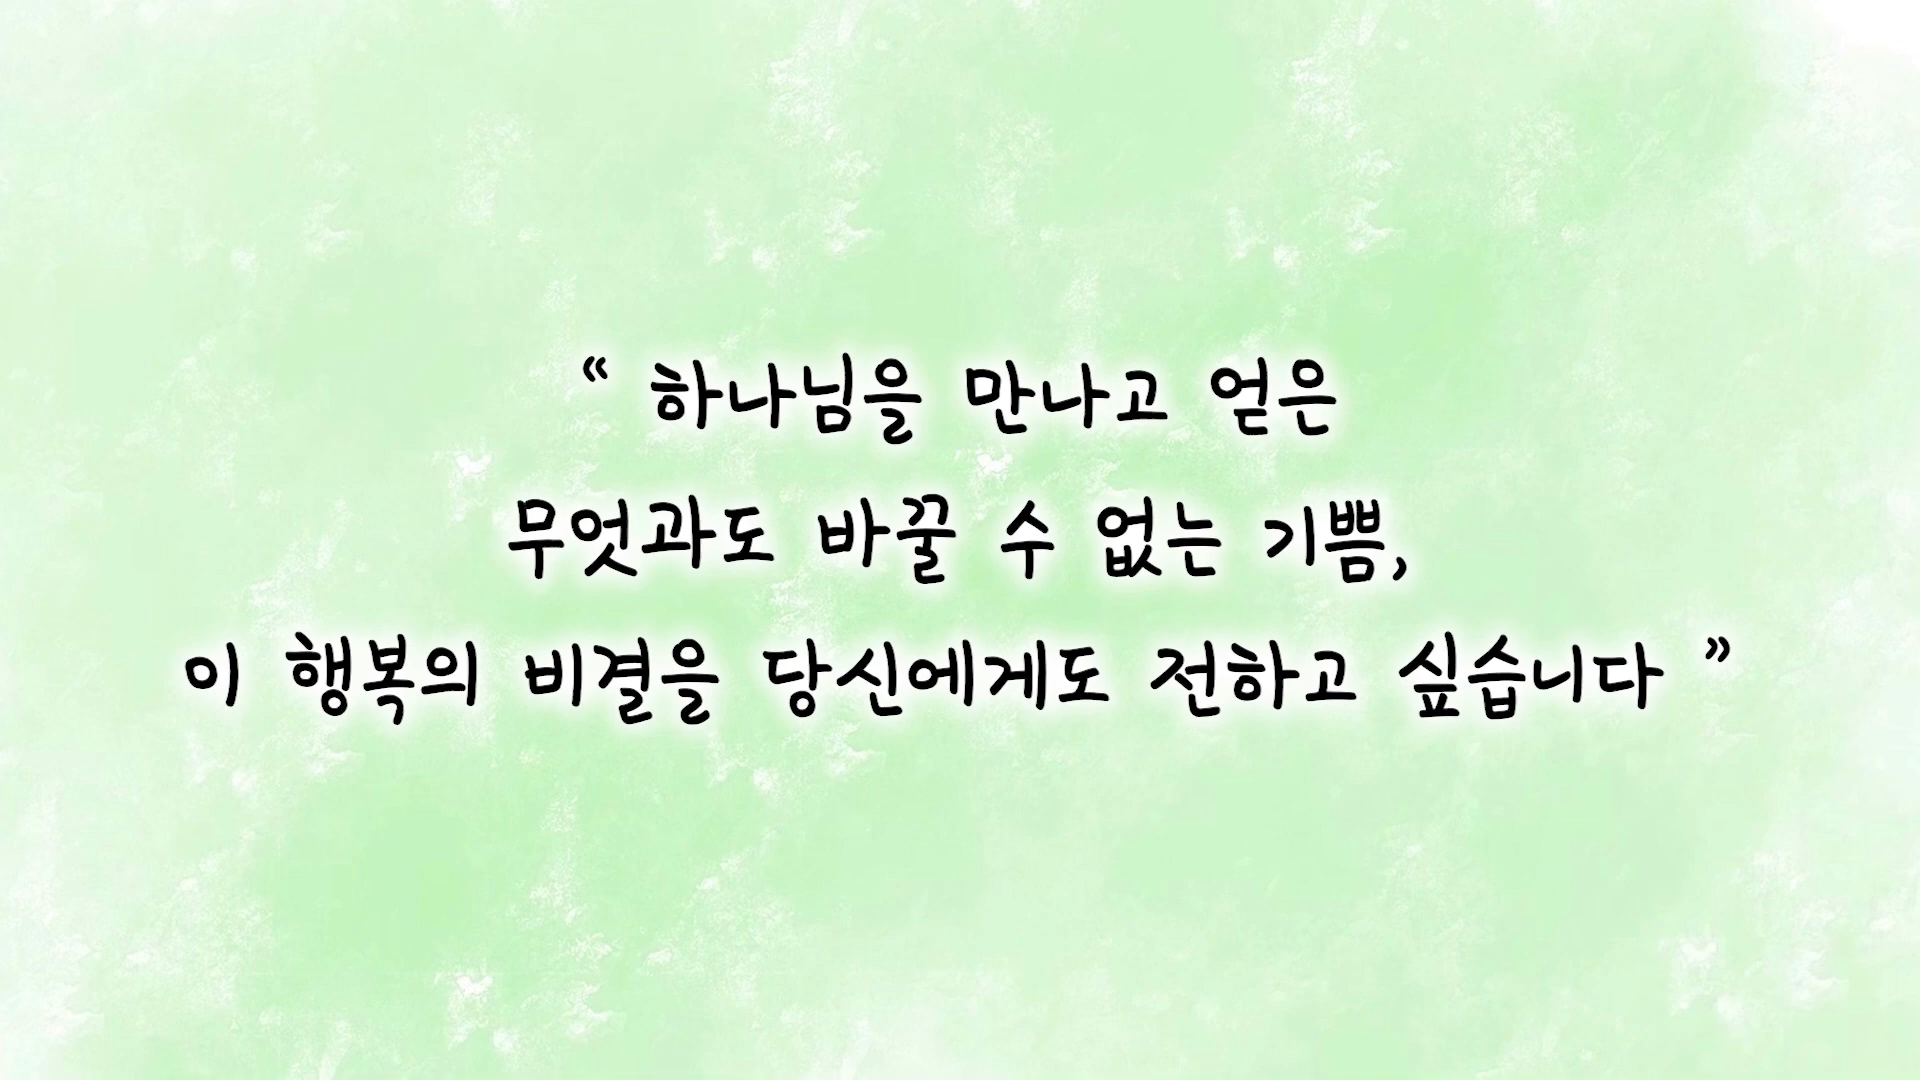 “ 하나님을 만나고 얻은
무엇과도 바꿀 수 없는 기쁨,
이 행복의 비결을 당신에게도 전하고 싶습니다 ”